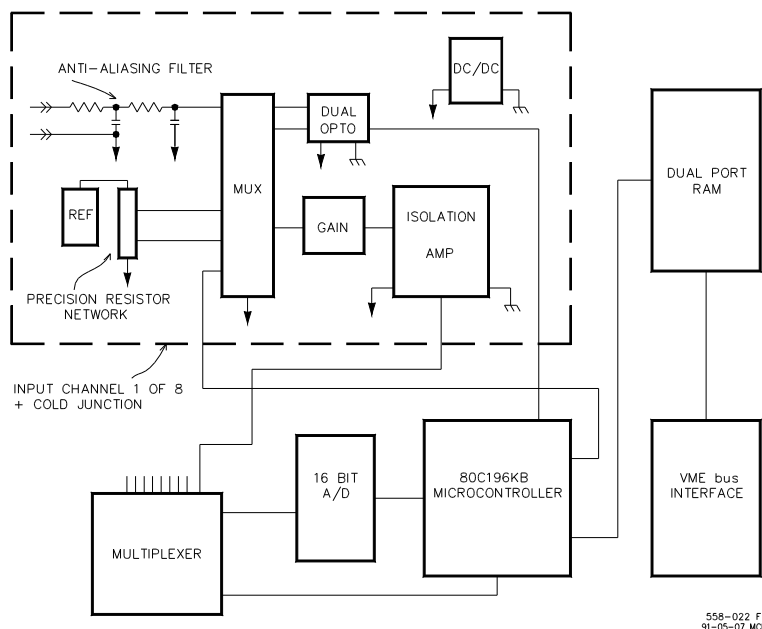 ANTI-ALIASING FILTER
DC/DC
DUAL
OPTO
MUX
REF
GAIN
ISOLATION
AMP
DUAL PORT
RAM
PRECISION RESISTOR
NETWORK
INPUT CHANNEL 1 OF 8
+ COLD JUNCTION
16 BIT
A/D
80C196KB
MICROCONTROLLER
VME bus
INTERFACE
MULTIPLEXER
558-022 F
91-05-07 MC